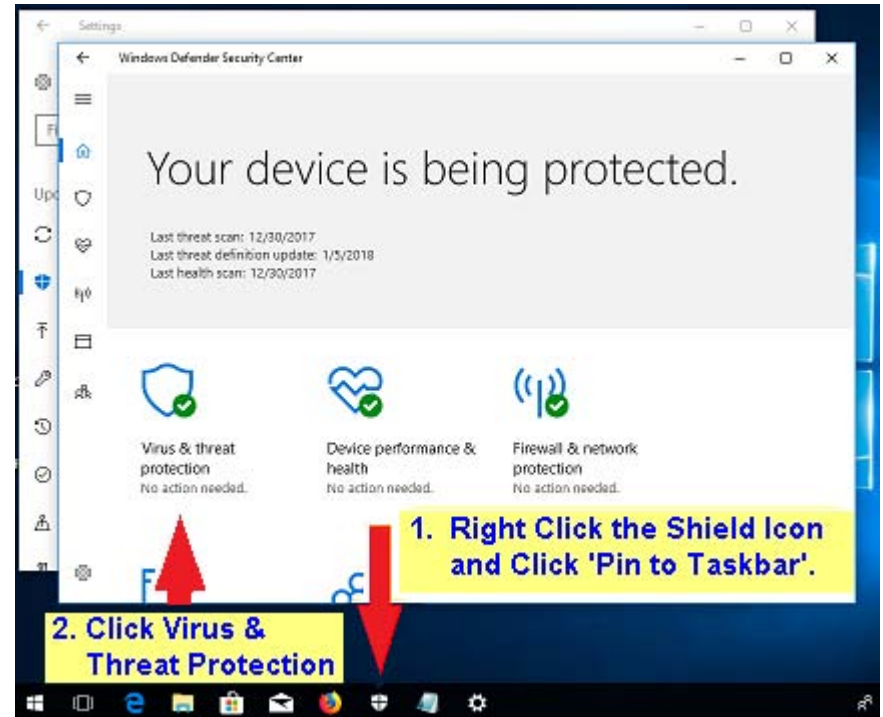 Settings
Windows Defender Security Center
Your device is being protected.
Last threat scan: 12/30/2017
Last threat definition update: 1/5/2018
Last health scan: 12/30/2017
Virus & threat
protection
No action needed.
Device performance &
health
No action needed.
Firewall & network
protection
No action needed.
1. Right Click the Shield Icon
and Click 'Pin to Taskbar'.
2. Click Virus &
Threat Protection